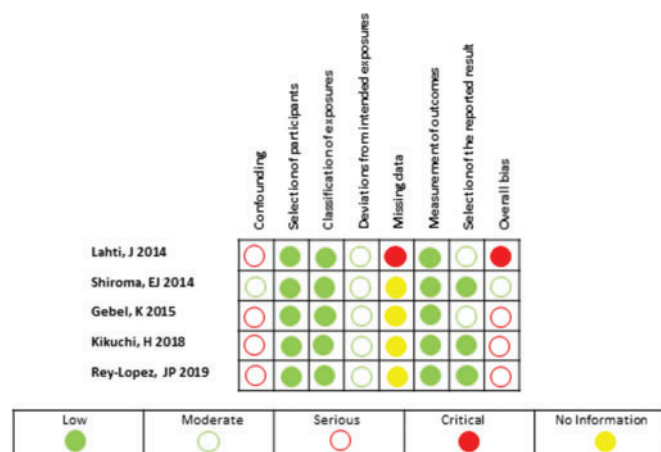 Confounding
Selection of participants
Classification of exposures
Deviations from intended exposures
Missing data
Measurement of outcomes
Selection of the reported result
Overall bias
Lahti, J 2014
Shiroma, EJ 2014
Gebel, K 2015
Kikuchi, H 2018
Rey-Lopez, JP 2019
Low Moderate Serious Critical No Information